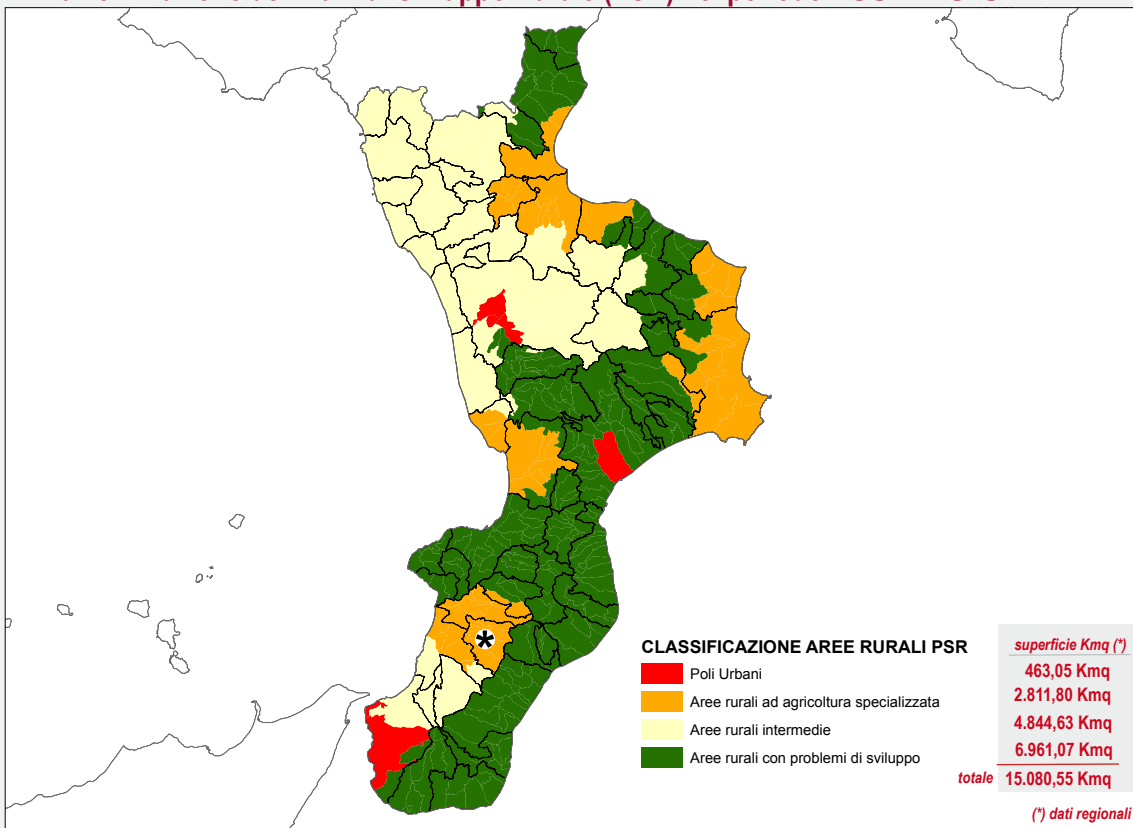 CLASSIFICAZIONE AREE RURALI PSR
superficie Kmq (*)
Poli Urbani
463,05 Kmq
Aree rurali ad agricoltura specializzata
2.811,80 Kmq
Aree rurali intermedie
4.844,63 Kmq
Aree rurali con problemi di sviluppo
6.961,07 Kmq
totale 15.080,55 Kmq
(*) dati regionali
*